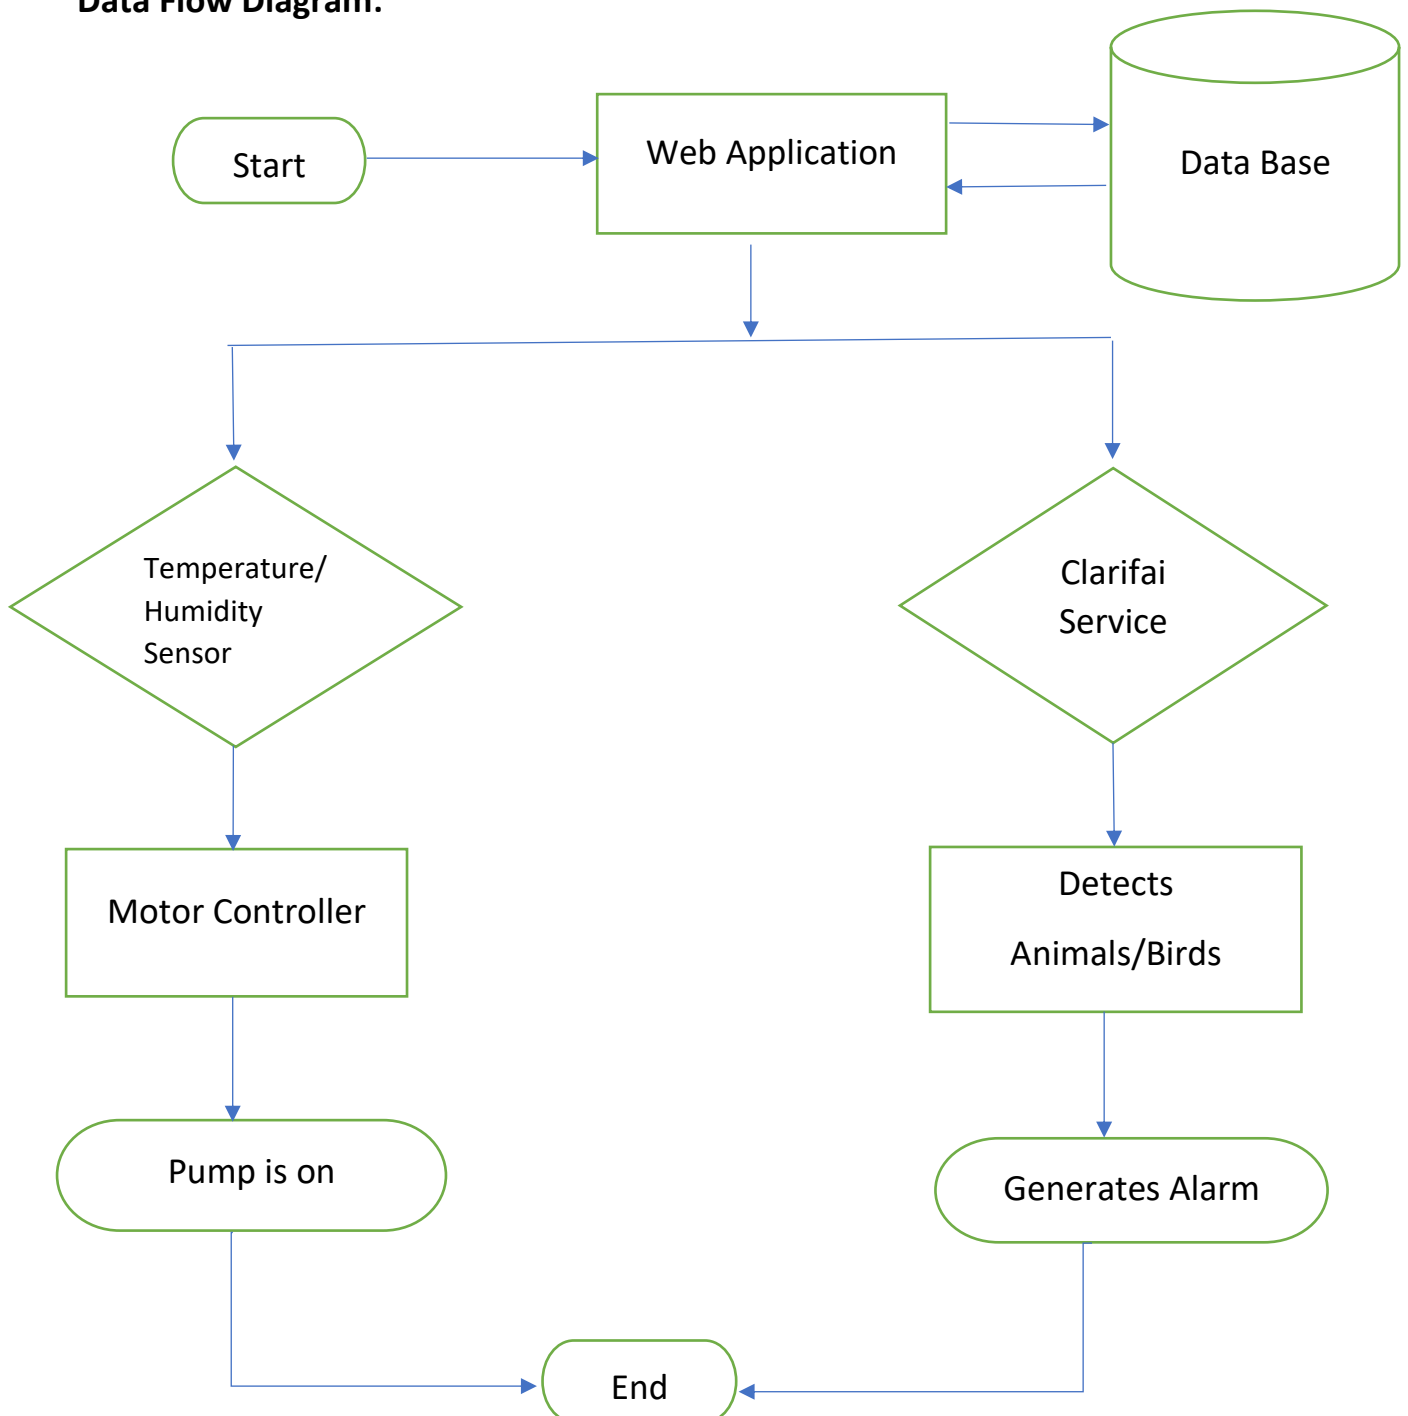 Data Flow Diagram:
Start
Web Application
Data Base
Temperature/
Humidity
Sensor
Clarifai
Service
Motor Controller
Detects
Animals/Birds
Pump is on
Generates Alarm
End